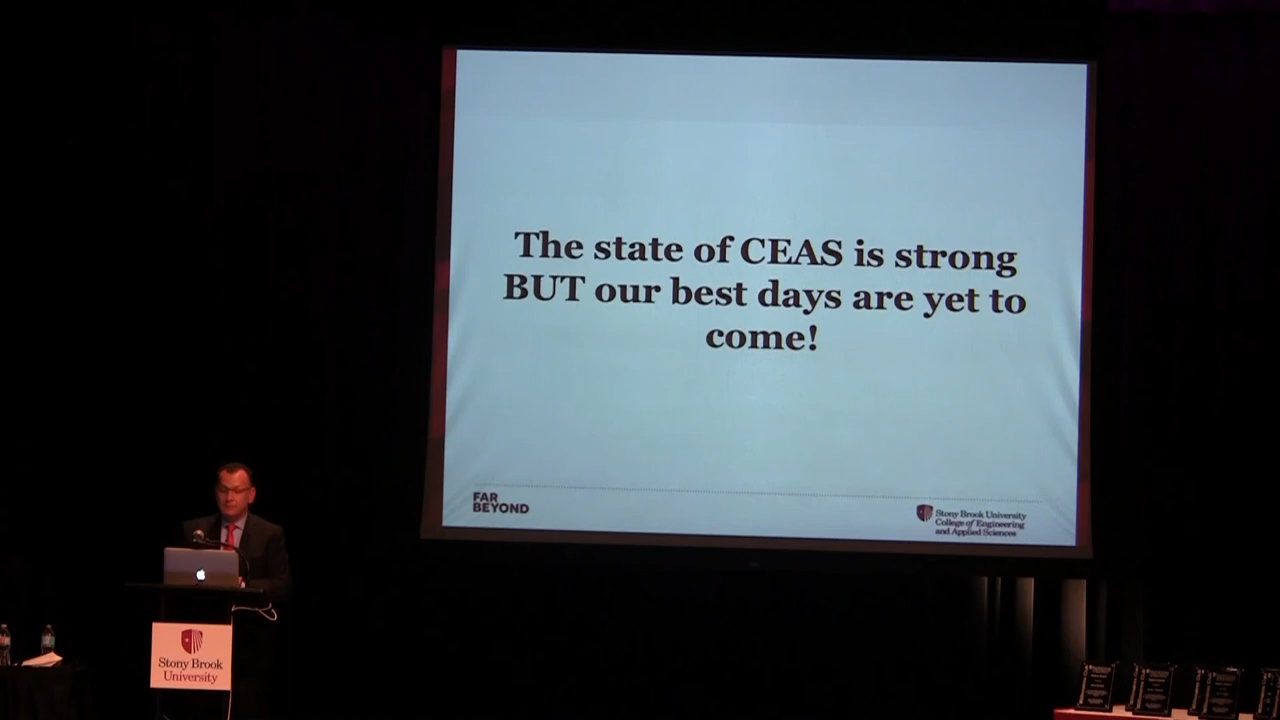 The state of CEAS is strong
BUT our best days are yet to
come!
FAR
BEYOND
Stony Brook University
College of Engineering
and Applied Sciences
Stony Brook
University